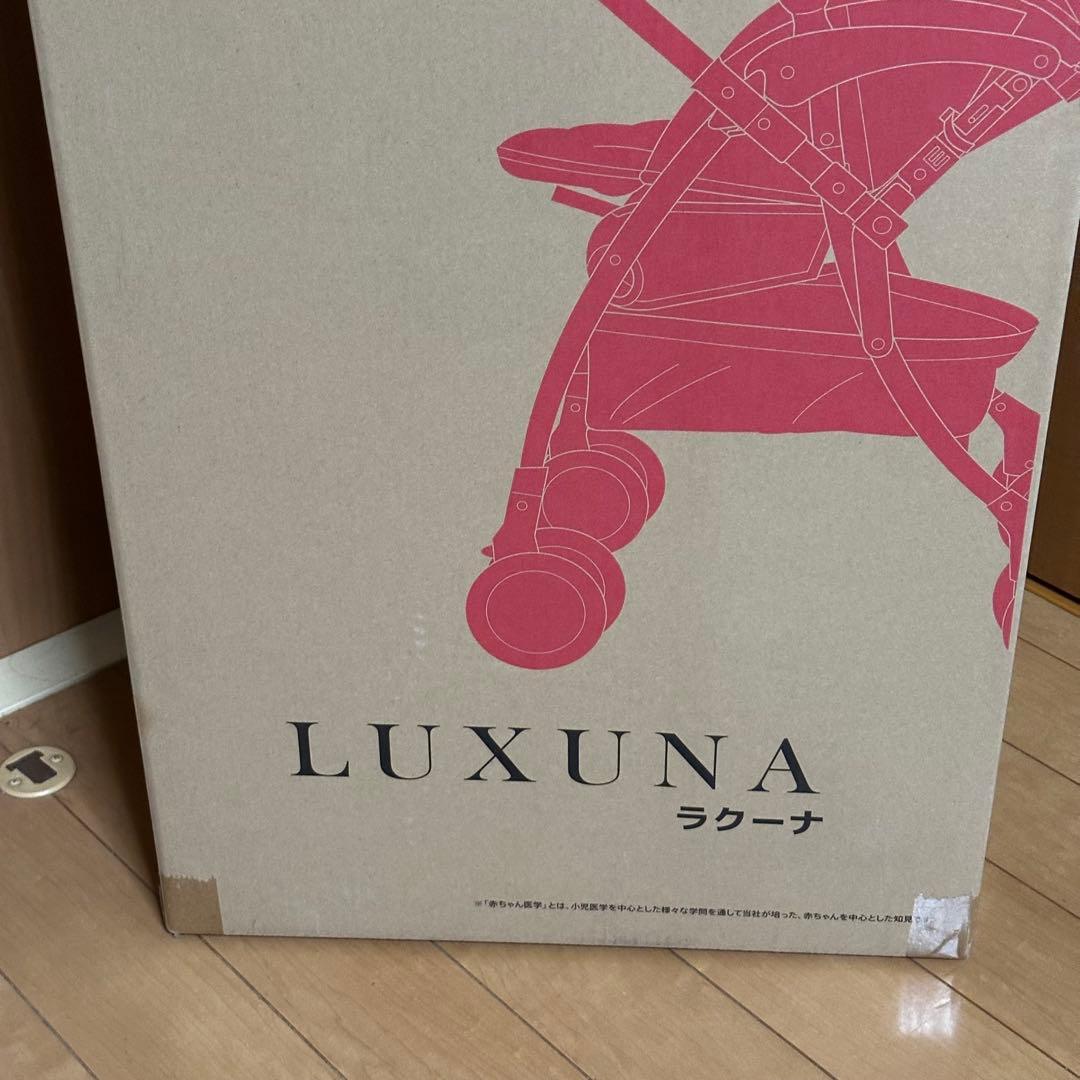 LUXUNA
ラクーナ
※「赤ちゃん医学」とは、小児医学を中心とした様々な学問を通して当社が培った、赤ちゃんを中心とした知見です